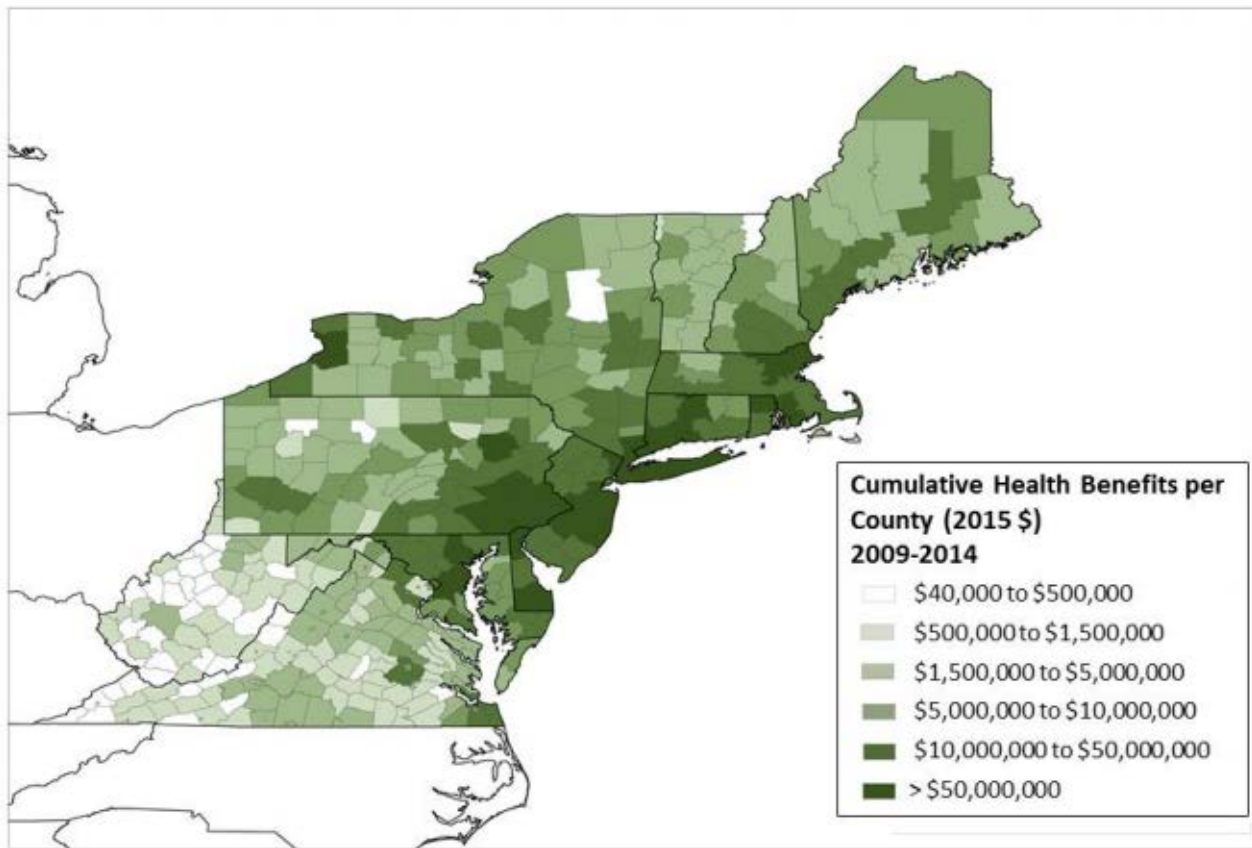 Cumulative Health Benefits per
County (2015 $)
2009-2014
$40,000 to $500,000
$500,000 to $1,500,000
$1,500,000 to $5,000,000
$5,000,000 to $10,000,000
$10,000,000 to $50,000,000
> $50,000,000